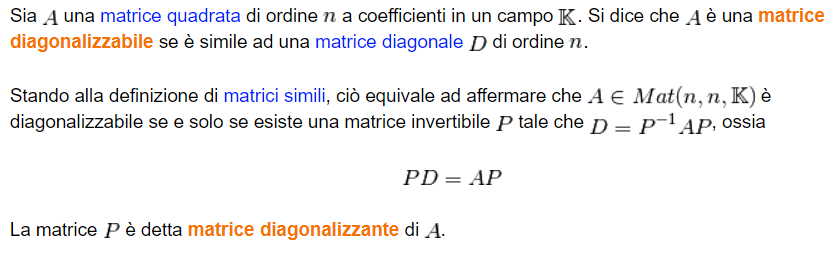 Sia A una matrice quadrata di ordine n a coefficienti in un campo 𝕂. Si dice che A è una matrice
diagonalizzabile se è simile ad una matrice diagonale D di ordine n.
Stando alla definizione di matrici simili, ciò equivale ad affermare che A ∈ Mat(n, n, 𝕂) è
diagonalizzabile se e solo se esiste una matrice invertibile P tale che D = P⁻¹AP, ossia
PD = AP
La matrice P è detta matrice diagonalizzante di A.